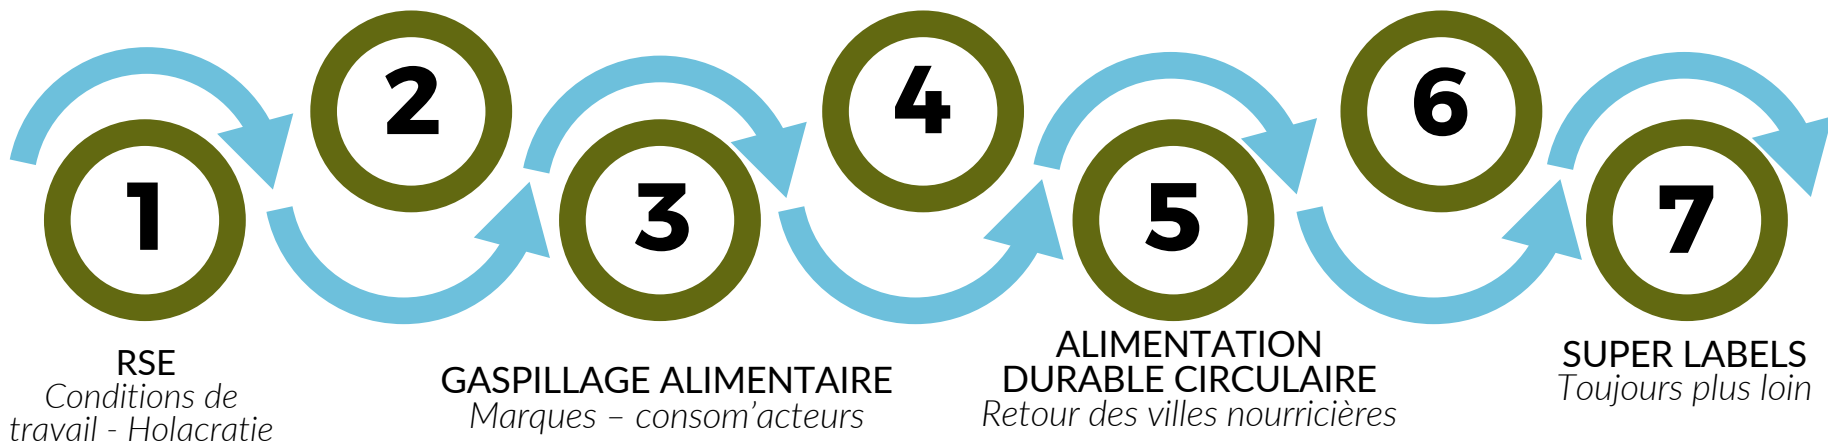 1
2
3
4
5
6
7
RSE
Conditions de
travail - Holacratie
GASPILLAGE ALIMENTAIRE
Marques – consom'acteurs
ALIMENTATION
DURABLE CIRCULAIRE
Retour des villes nourricières
SUPER LABELS
Toujours plus loin